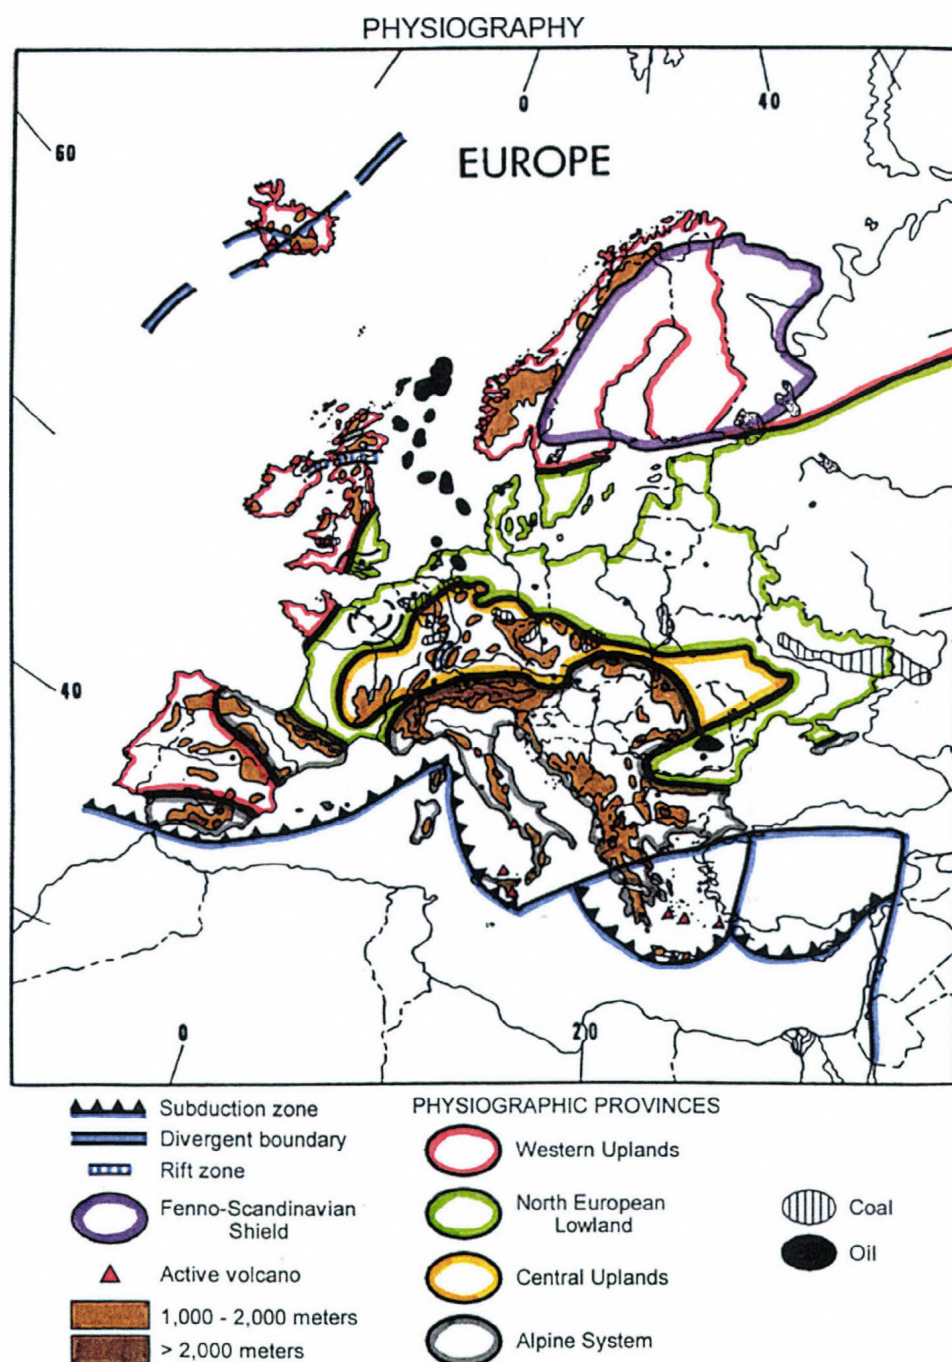 PHYSIOGRAPHY
0
40
60
EUROPE
40
0
20
Subduction zone
Divergent boundary
Rift zone
Fenno-Scandinavian
Shield
Active volcano
1,000 - 2,000 meters
> 2,000 meters
PHYSIOGRAPHIC PROVINCES
Western Uplands
North European
Lowland
Central Uplands
Alpine System
Coal
Oil